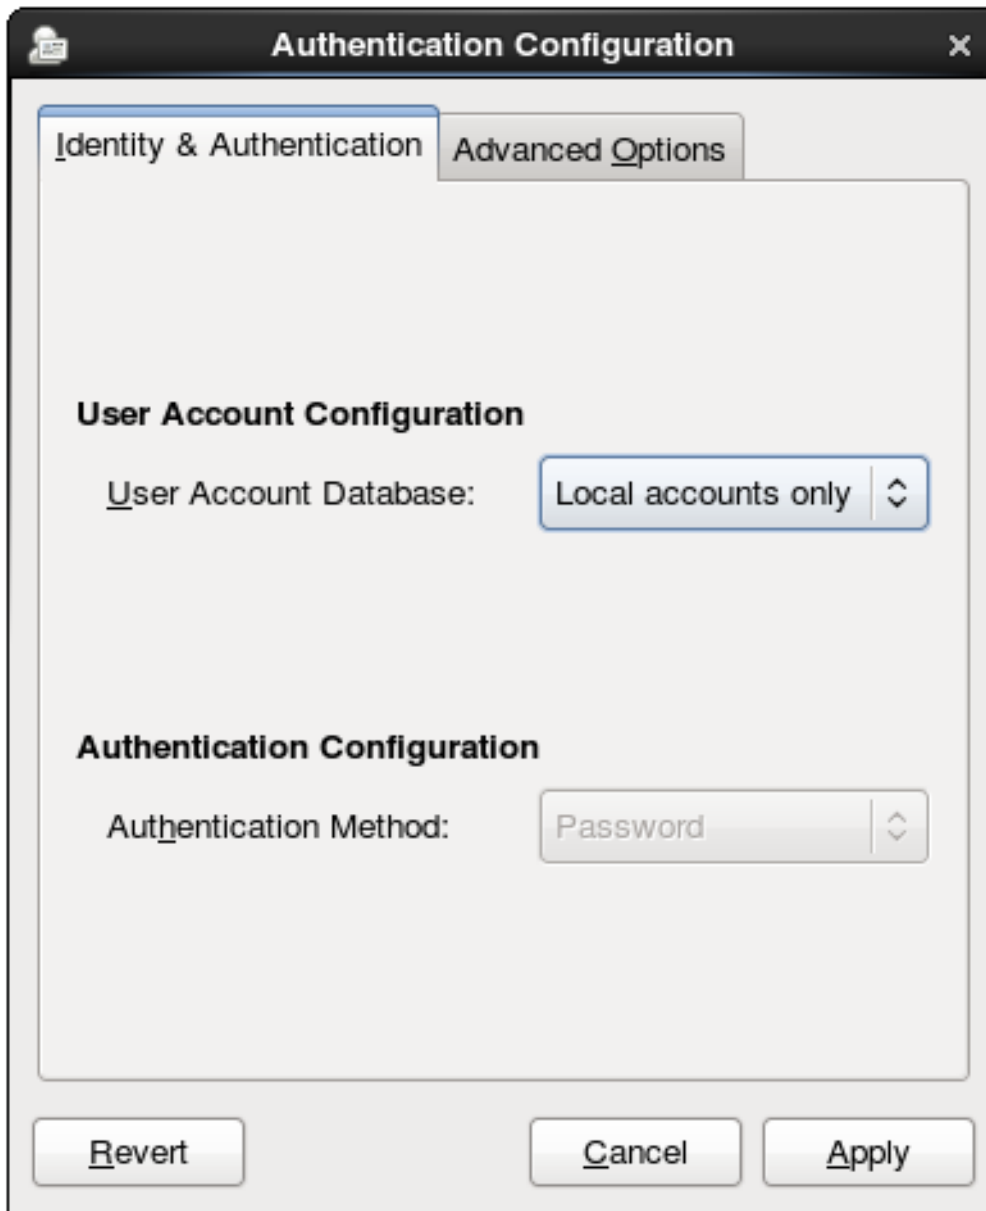 Authentication Configuration
Identity & Authentication
Advanced Options
User Account Configuration
User Account Database: Local accounts only
Authentication Configuration
Authentication Method: Password
Revert Cancel Apply